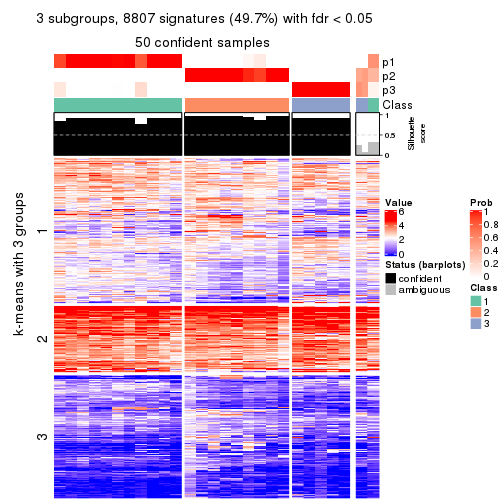 3 subgroups, 8807 signatures (49.7%) with fdr < 0.05
50 confident samples
p1
p2
p3
Class
1
0.5
0
Silhouette
score
k-means with 3 groups
1
2
3
Value
6
4
2
0
Status (barplots)
confident
ambiguous
Prob
1
0.8
0.6
0.4
0.2
0
Class
1
2
3